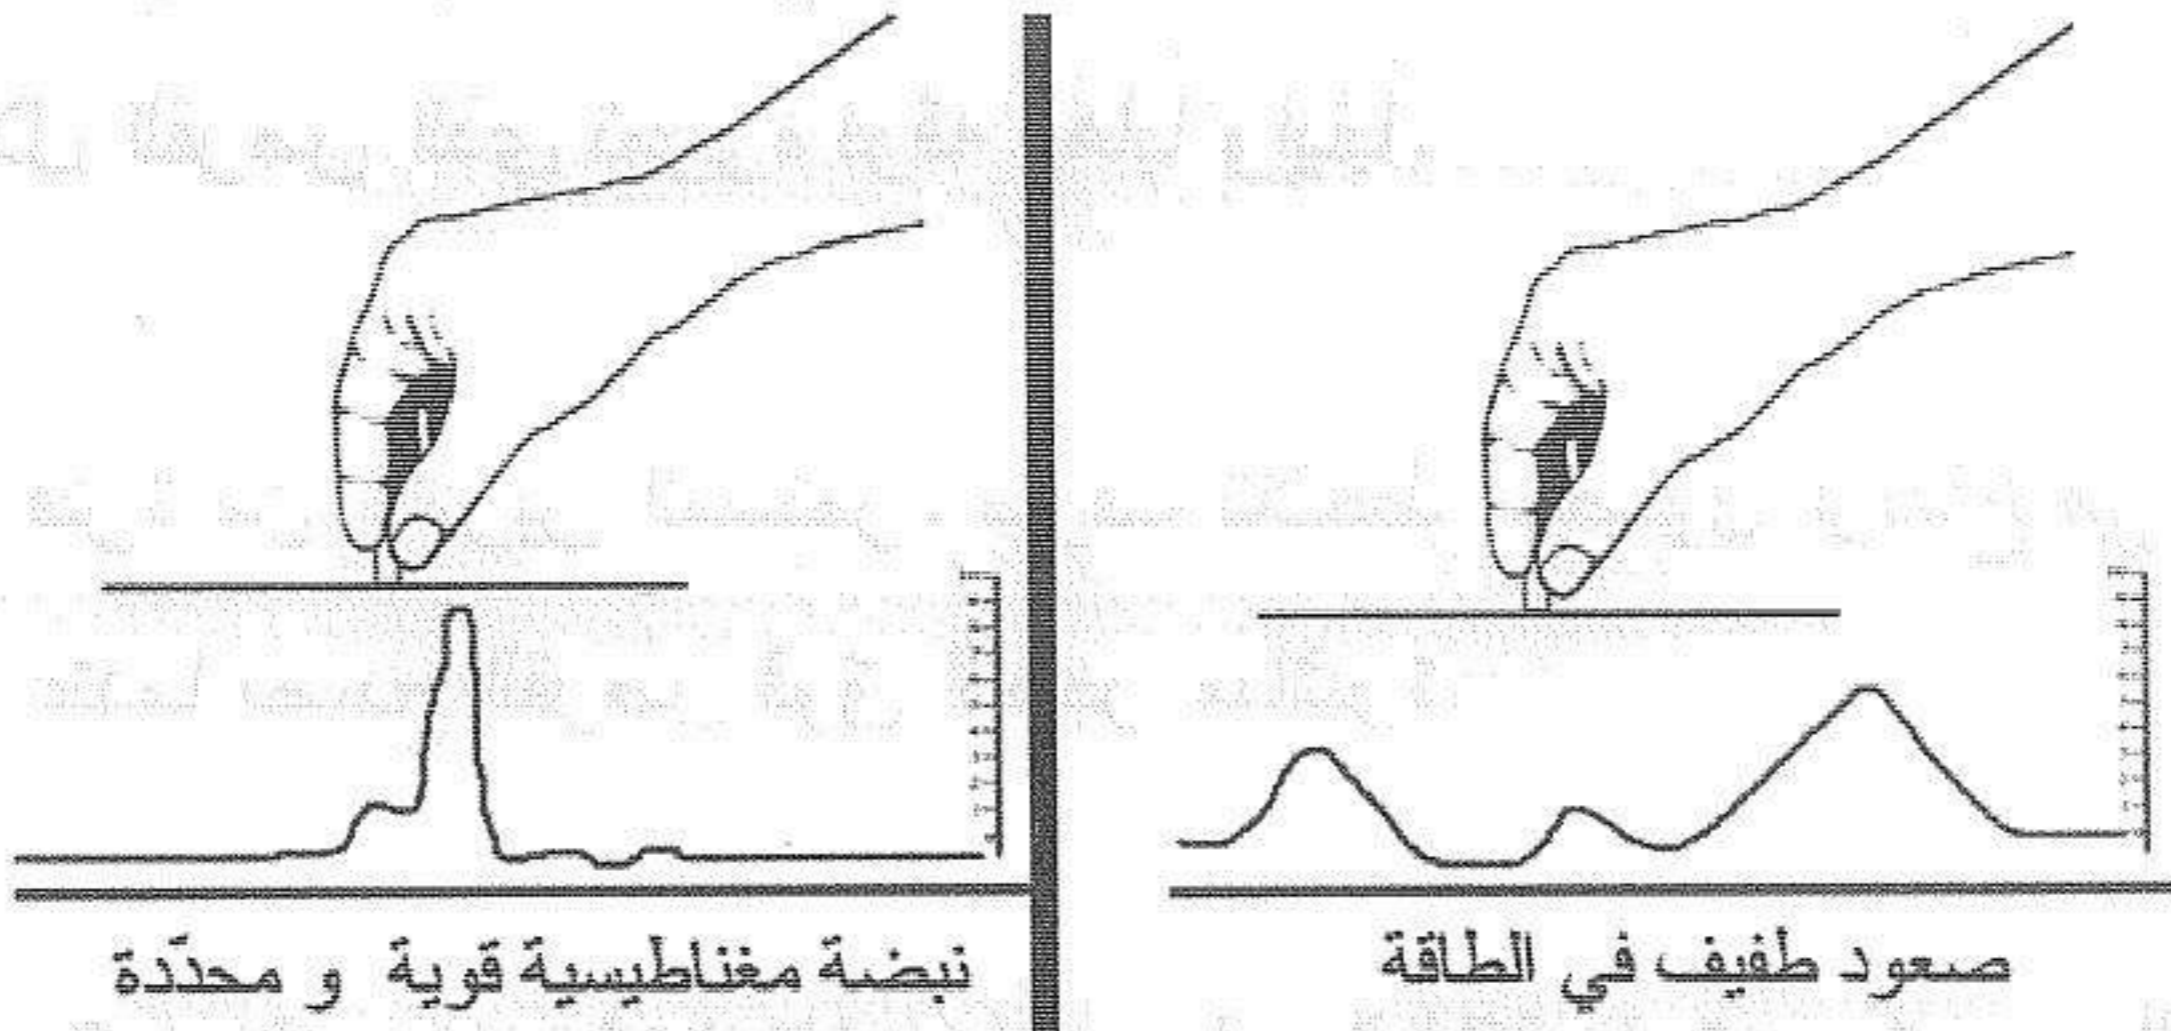 صعود طفيف في الطاقة
نبضة مغناطيسية قوية و محدّدة